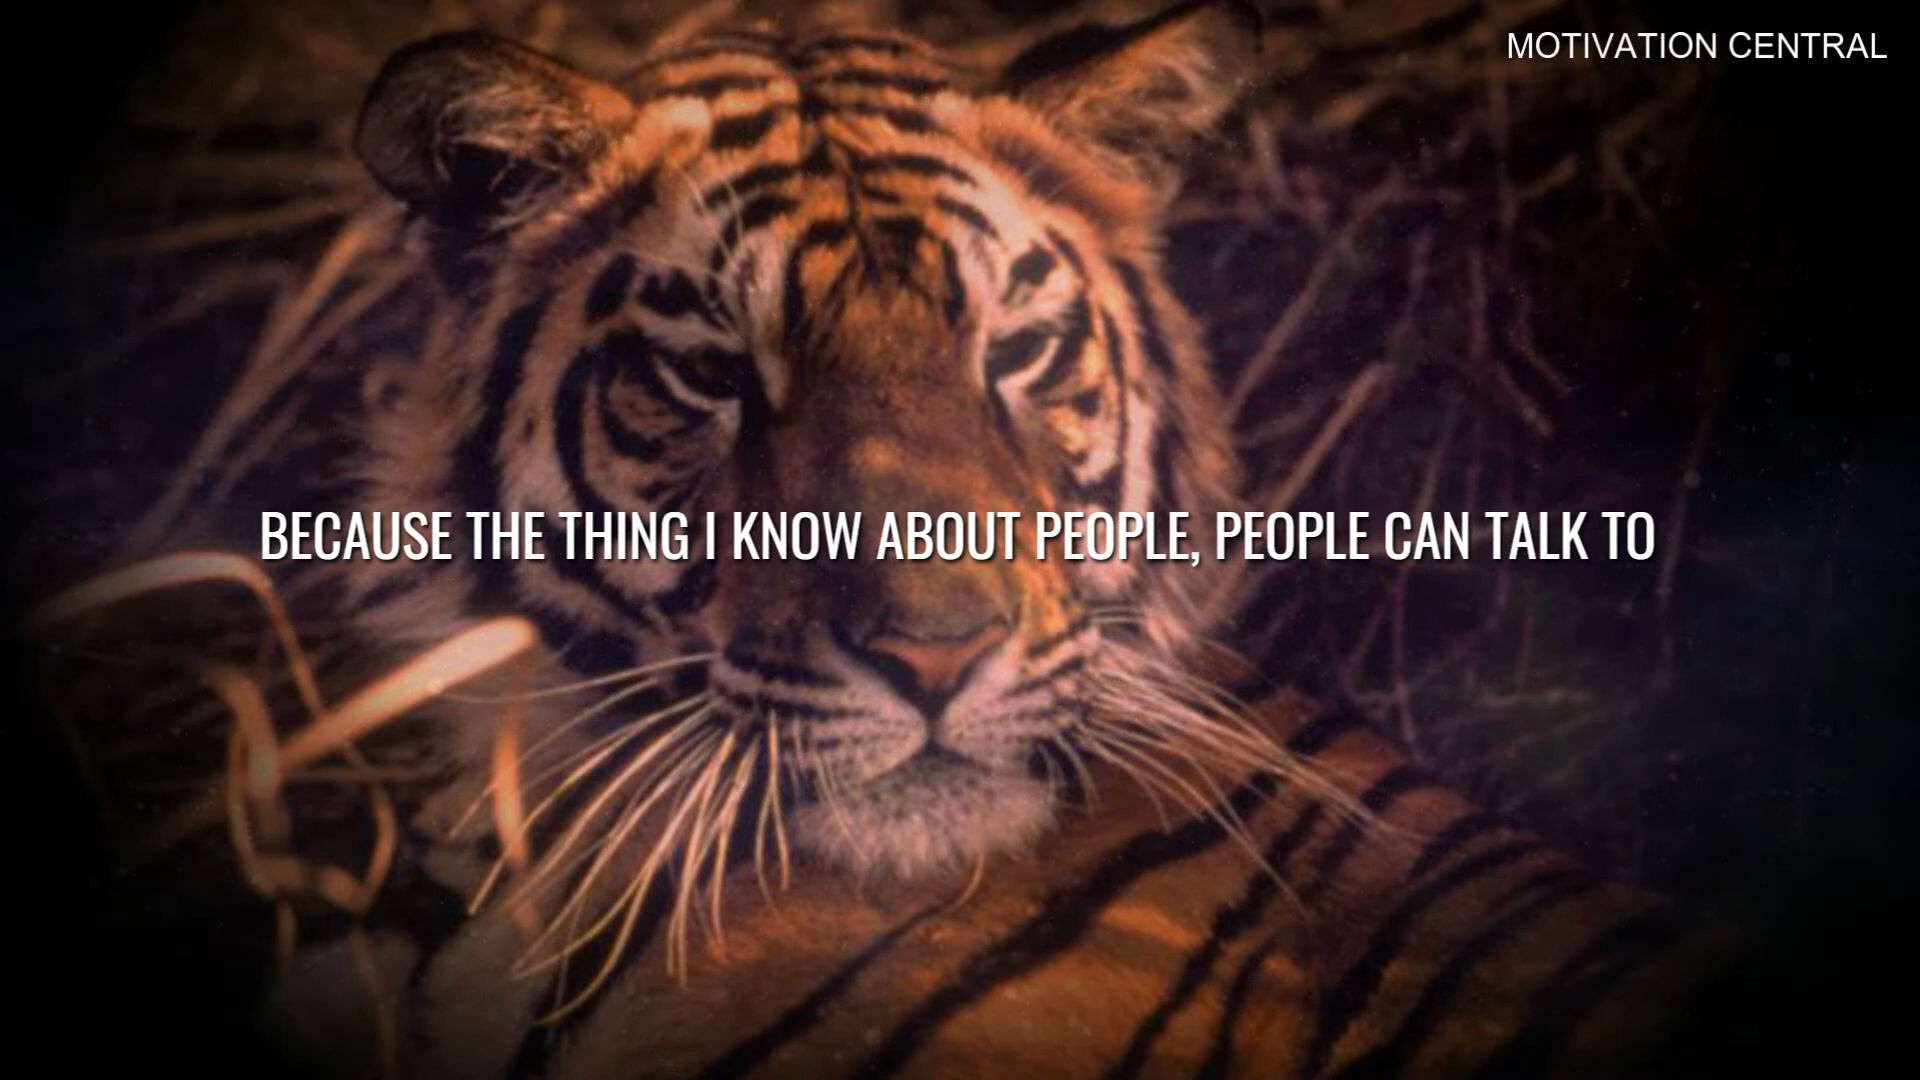 MOTIVATION CENTRAL
BECAUSE THE THING I KNOW ABOUT PEOPLE, PEOPLE CAN TALK TO